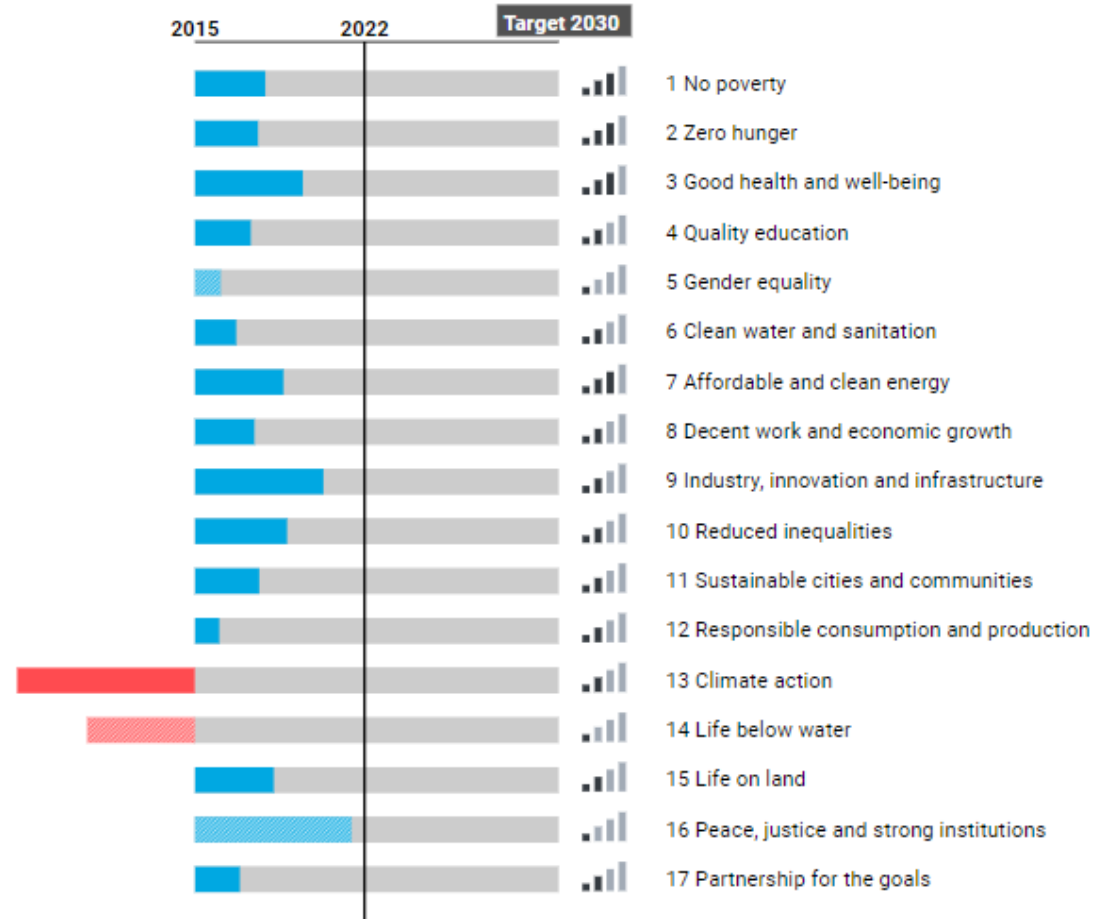 2015 2022 Target 2030
1 No poverty
2 Zero hunger
3 Good health and well-being
4 Quality education
5 Gender equality
6 Clean water and sanitation
7 Affordable and clean energy
8 Decent work and economic growth
9 Industry, innovation and infrastructure
10 Reduced inequalities
11 Sustainable cities and communities
12 Responsible consumption and production
13 Climate action
14 Life below water
15 Life on land
16 Peace, justice and strong institutions
17 Partnership for the goals